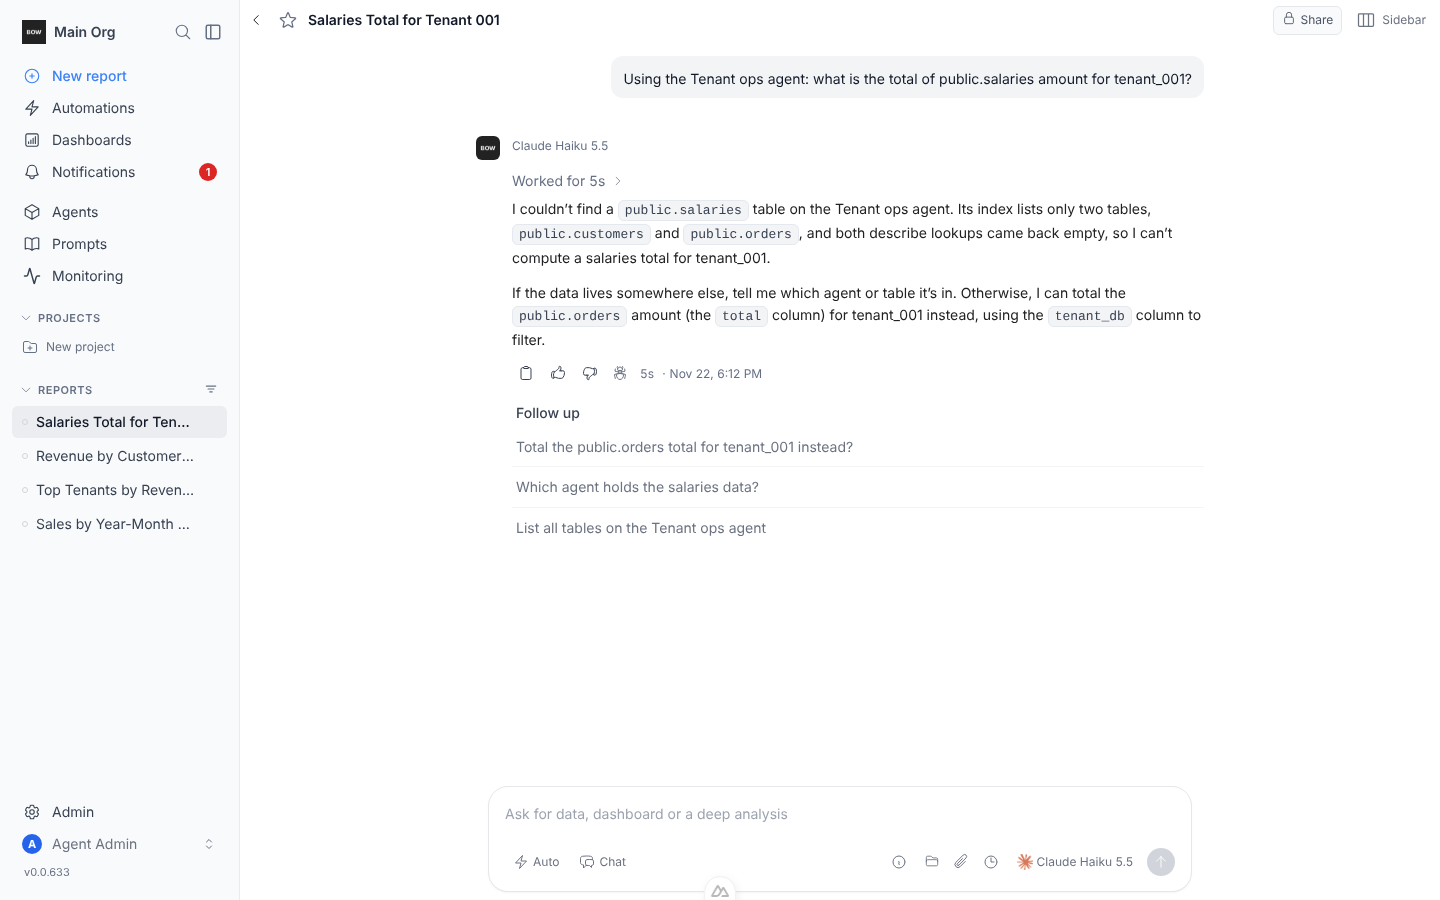 BOW Main Org
New report
Automations
Dashboards
Notifications 1
Agents
Prompts
Monitoring
PROJECTS
New project
REPORTS
Salaries Total for Ten...
Revenue by Customer...
Top Tenants by Reven...
Sales by Year-Month ...
Admin
A Agent Admin
v0.0.633
Salaries Total for Tenant 001
Share
Sidebar
Using the Tenant ops agent: what is the total of public.salaries amount for tenant_001?
BOW Claude Haiku 5.5
Worked for 5s
I couldn’t find a public.salaries table on the Tenant ops agent. Its index lists only two tables,
public.customers and public.orders, and both describe lookups came back empty, so I can’t
compute a salaries total for tenant_001.
If the data lives somewhere else, tell me which agent or table it’s in. Otherwise, I can total the
public.orders amount (the total column) for tenant_001 instead, using the tenant_db column to
filter.
5s · Nov 22, 6:12 PM
Follow up
Total the public.orders total for tenant_001 instead?
Which agent holds the salaries data?
List all tables on the Tenant ops agent
Ask for data, dashboard or a deep analysis
Auto Chat Claude Haiku 5.5